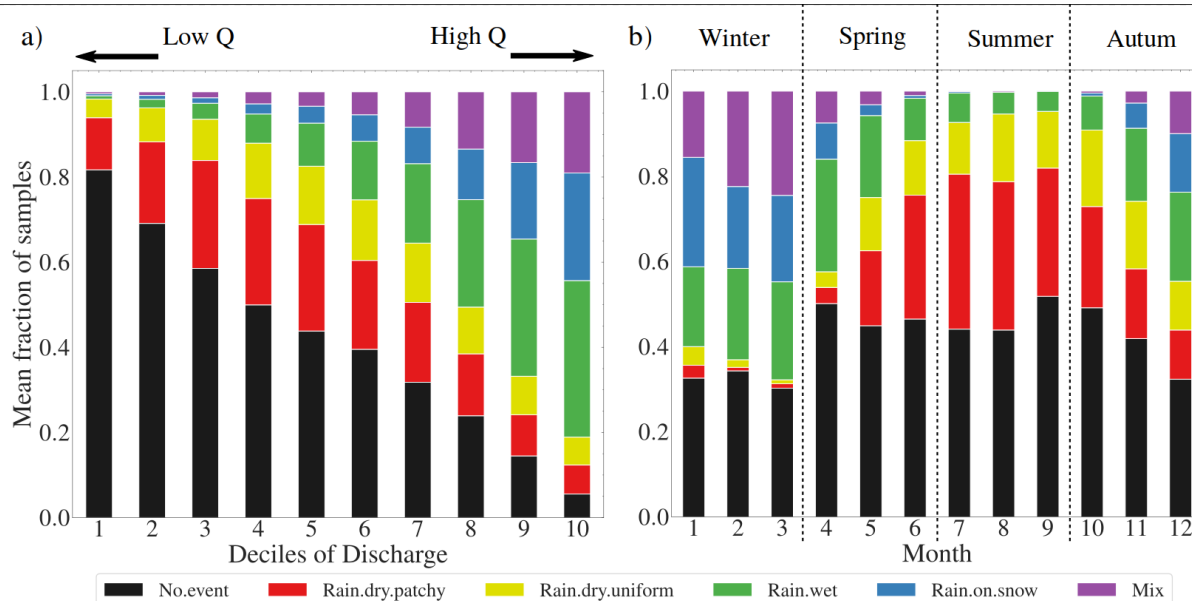 a) Low Q High Q
b) Winter Spring Summer Autum
Mean fraction of samples
1.0
0.8
0.6
0.4
0.2
0.0
1 2 3 4 5 6 7 8 9 10
Deciles of Discharge
1.0
0.8
0.6
0.4
0.2
0.0
1 2 3 4 5 6 7 8 9 10 11 12
Month
No.event Rain.dry.patchy Rain.dry.uniform Rain.wet Rain.on.snow Mix